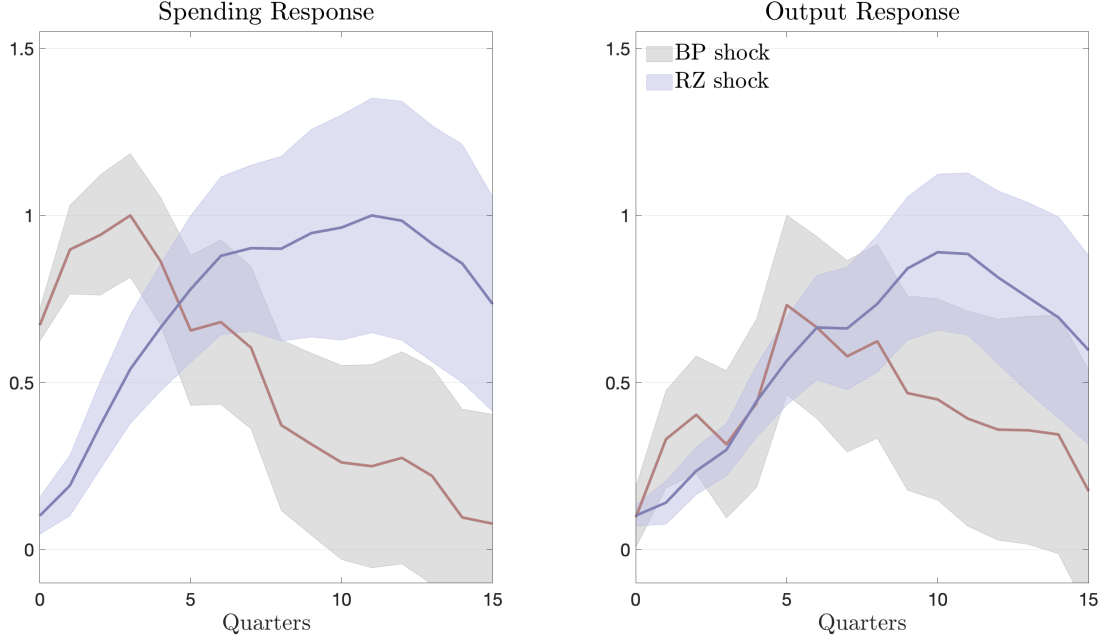 Spending Response
1.5
1
0.5
0
0 5 10 15
Quarters
Output Response
BP shock
RZ shock
1.5
1
0.5
0
0 5 10 15
Quarters